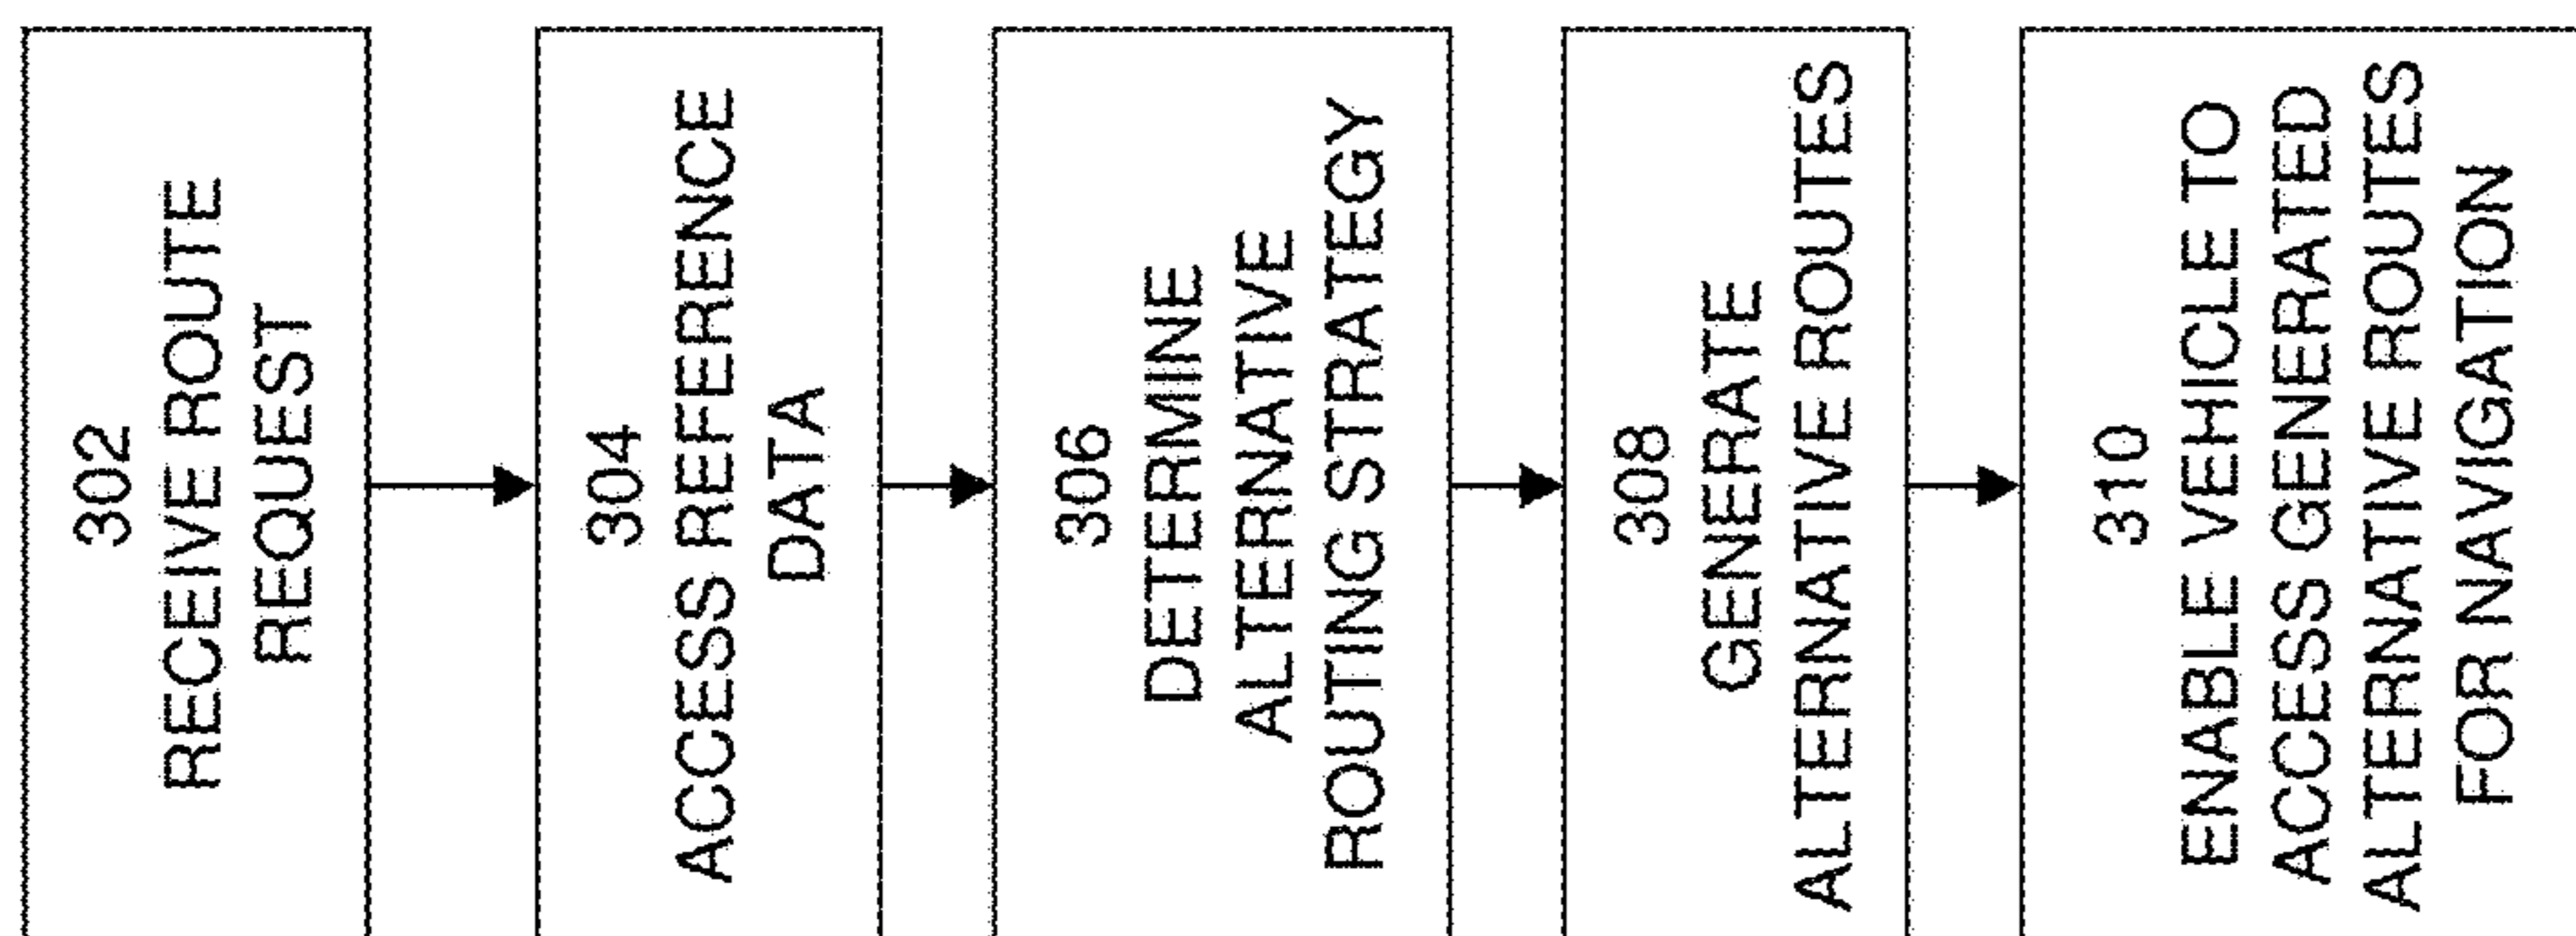 302
RECEIVE ROUTE
REQUEST
304
ACCESS REFERENCE
DATA
306
DETERMINE
ALTERNATIVE
ROUTING STRATEGY
308
GENERATE
ALTERNATIVE ROUTES
310
ENABLE VEHICLE TO
ACCESS GENERATED
ALTERNATIVE ROUTES
FOR NAVIGATION